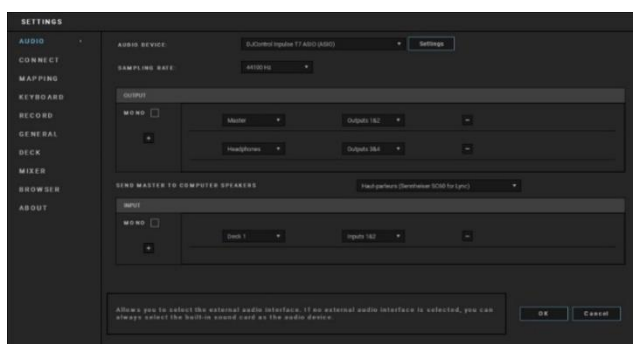 SETTINGS
AUDIO
CONNECT
MAPPING
KEYBOARD
RECORD
GENERAL
DECK
MIXER
BROWSER
ABOUT
AUDIO DEVICE: DJControl Inpulse T7 ASIO (ASIO) Settings
SAMPLING RATE: 44100 Hz
OUTPUT
MONO
+
Master Outputs 1&2 -
Headphones Outputs 3&4 -
SEND MASTER TO COMPUTER SPEAKERS Haut-parleurs (Sennheiser SC60 for Lync)
INPUT
MONO
+
Deck 1 Inputs 1&2 -
Allows you to select the external audio interface. If no external audio interface is selected, you can
always select the built-in sound card as the audio device.
OK Cancel